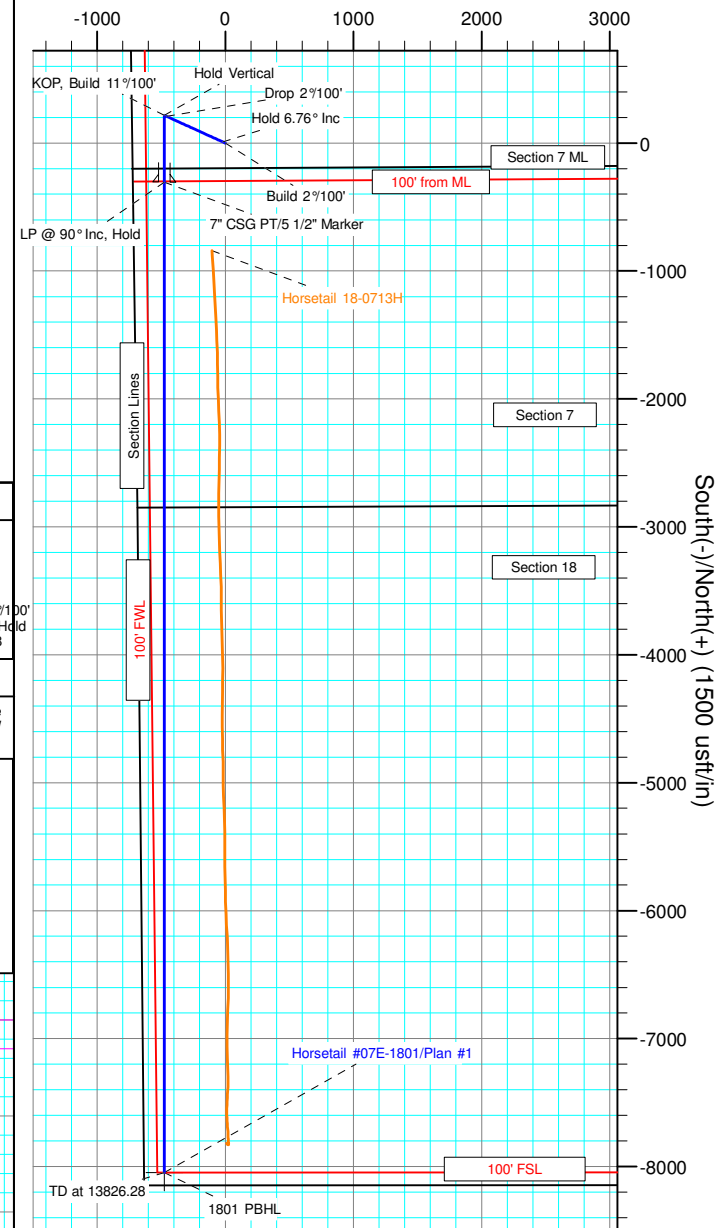 -1000 0 1000 2000 3000
KOP, Build 11°/100'
Hold Vertical
Drop 2°/100'
Hold 6.76° Inc
0
Section 7 ML
100' from ML
Build 2°/100'
7" CSG PT/5 1/2" Marker
LP @ 90° Inc, Hold
-1000
Horsetail 18-0713H
Section Lines
-2000
Section 7
South(-)/North(+) (1500 usft/in)
-3000
Section 18
°/100'
Hold
100' FWL
-4000
-5000
-6000
-7000
Horsetail #07E-1801/Plan #1
100' FSL
-8000
TD at 13826.28
1801 PBHL